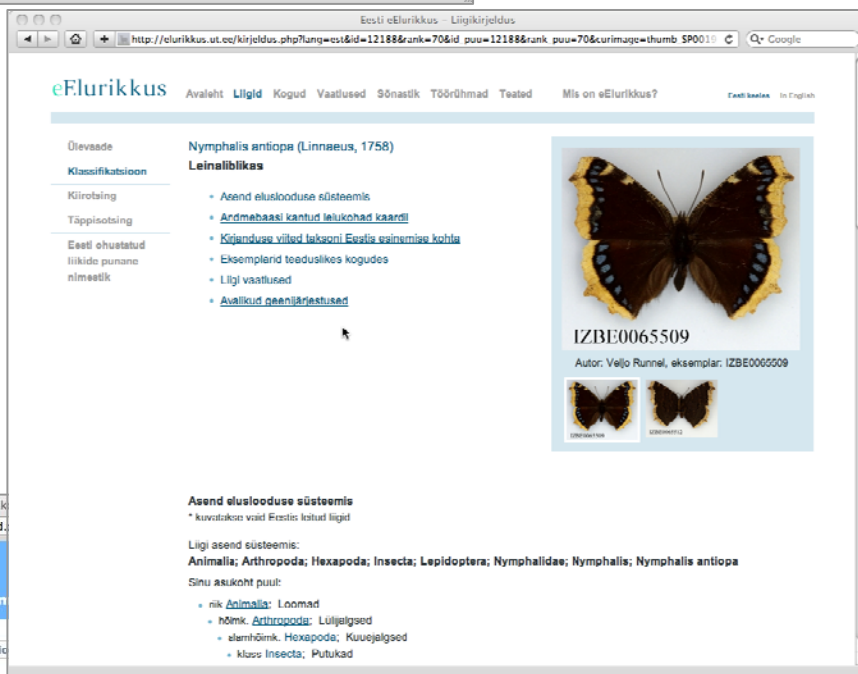 Eesti eElurikkus – Liigikirjeldus
http://elurikkus.ut.ee/kirjeldus.php?lang=est&id=12188&rank=70&id_puu=12188&rank_puu=70&curimage=thumb_SP0019
Google
eElurikkus
Avaleht Liigid Kogud Vaatlused Sõnastik Töörühmad Teated Mis on eElurikkus?
Eesti keeles In English
Ülevaade
Klassifikatsioon
Kiirotsing
Täppisotsing
Eesti ohustatud
liikide punane
nimestik
Nymphalis antiopa (Linnaeus, 1758)
Leinaliblikas
Asend eluslooduse süsteemis
Andmebaasi kantud leiukohad kaardil
Kirjanduse viited taksoni Eestis esinemise kohta
Eksemplarid teaduslikes kogudes
Liigi vaatlused
Avalikud geenijärjestused
IZBE0065509
Autor: Veljo Runnel, eksemplar: IZBE0065509
IZBE0065509
Asend eluslooduse süsteemis
* kuvatakse vaid Eestis leitud liigid
Liigi asend süsteemis:
Animalia; Arthropoda; Hexapoda; Insecta; Lepidoptera; Nymphalidae; Nymphalis; Nymphalis antiopa
Sinu asukoht puul:
riik Animalia; Loomad
hõimk. Arthropoda; Lülijalgsed
alamhõimk. Hexapoda; Kuuejalgsed
klass Insecta; Putukad